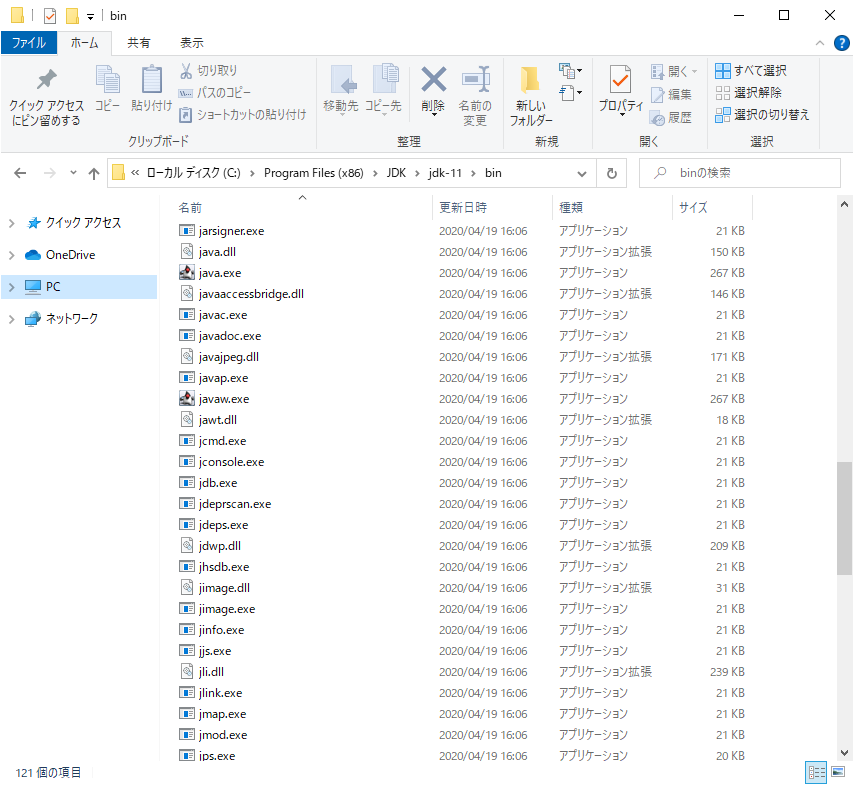 bin
ファイル ホーム 共有 表示
クイック アクセスにピン留めする
コピー
貼り付け
切り取り
パスのコピー
ショートカットの貼り付け
クリップボード
移動先
コピー先
削除
名前の変更
整理
新しいフォルダー
新規
プロパティ
開く
編集
履歴
開く
すべて選択
選択解除
選択の切り替え
選択
« ローカル ディスク (C:) › Program Files (x86) › JDK › jdk-11 › bin
binの検索
クイック アクセス
OneDrive
PC
ネットワーク
名前 更新日時 種類 サイズ
jarsigner.exe 2020/04/19 16:06 アプリケーション 21 KB
java.dll 2020/04/19 16:06 アプリケーション拡張 150 KB
java.exe 2020/04/19 16:06 アプリケーション 267 KB
javaaccessbridge.dll 2020/04/19 16:06 アプリケーション拡張 146 KB
javac.exe 2020/04/19 16:06 アプリケーション 21 KB
javadoc.exe 2020/04/19 16:06 アプリケーション 21 KB
javajpeg.dll 2020/04/19 16:06 アプリケーション拡張 171 KB
javap.exe 2020/04/19 16:06 アプリケーション 21 KB
javaw.exe 2020/04/19 16:06 アプリケーション 267 KB
jawt.dll 2020/04/19 16:06 アプリケーション拡張 18 KB
jcmd.exe 2020/04/19 16:06 アプリケーション 21 KB
jconsole.exe 2020/04/19 16:06 アプリケーション 21 KB
jdb.exe 2020/04/19 16:06 アプリケーション 21 KB
jdeprscan.exe 2020/04/19 16:06 アプリケーション 21 KB
jdeps.exe 2020/04/19 16:06 アプリケーション 21 KB
jdwp.dll 2020/04/19 16:06 アプリケーション拡張 209 KB
jhsdb.exe 2020/04/19 16:06 アプリケーション 21 KB
jimage.dll 2020/04/19 16:06 アプリケーション拡張 31 KB
jimage.exe 2020/04/19 16:06 アプリケーション 21 KB
jinfo.exe 2020/04/19 16:06 アプリケーション 21 KB
jjs.exe 2020/04/19 16:06 アプリケーション 21 KB
jli.dll 2020/04/19 16:06 アプリケーション拡張 239 KB
jlink.exe 2020/04/19 16:06 アプリケーション 21 KB
jmap.exe 2020/04/19 16:06 アプリケーション 21 KB
jmod.exe 2020/04/19 16:06 アプリケーション 21 KB
jps.exe 2020/04/19 16:06 アプリケーション 20 KB
121 個の項目